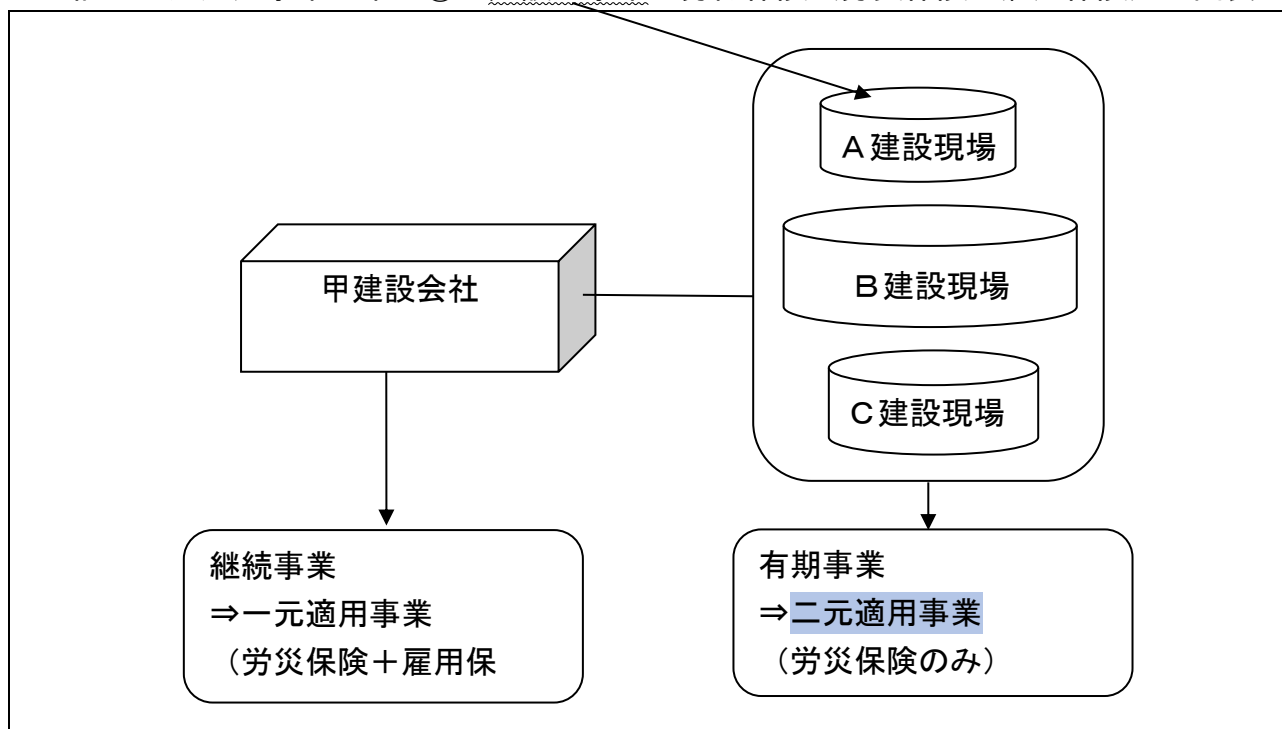 A建設現場
B建設現場
C建設現場
甲建設会社
継続事業
⇒一元適用事業
(労災保険+雇用保
有期事業
⇒二元適用事業
(労災保険のみ)